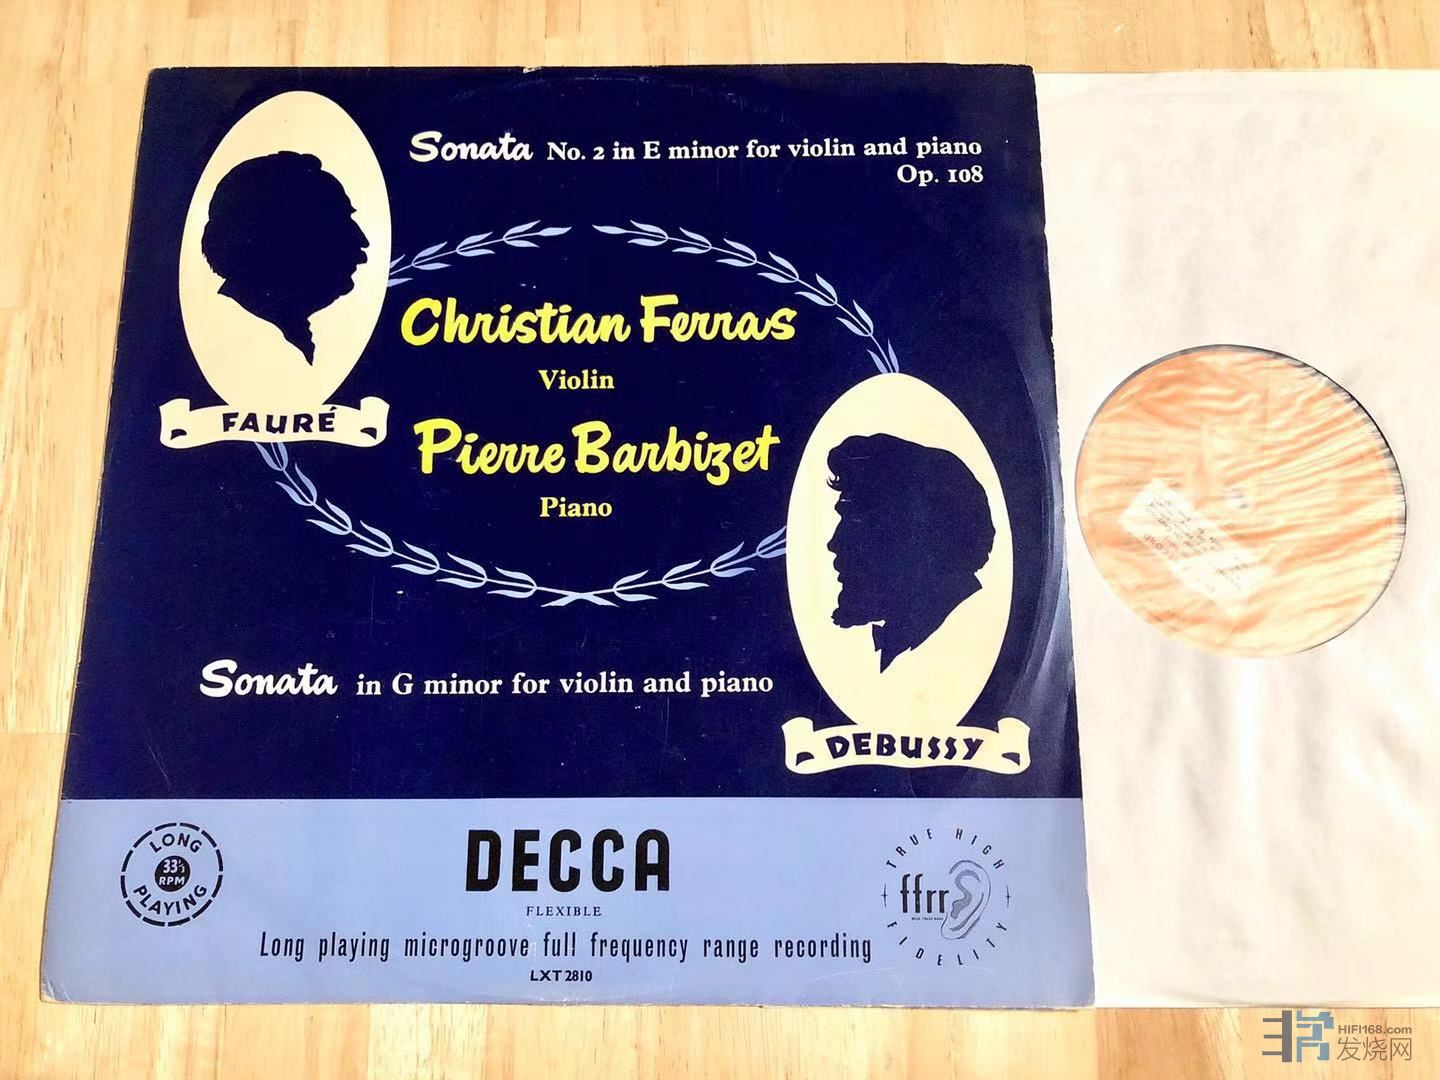 Sonata No. 2 in E minor for violin and piano
Op. 108
Christian Ferras
Violin
FAURÉ
Pierre Barbizet
Piano
Sonata in G minor for violin and piano
DEBUSSY
LONG
33⅓
RPM
PLAYING
DECCA
FLEXIBLE
TRUE HIGH
ffrr
FIDELITY
Long playing microgroove full frequency range recording
LXT 2810
HIFI168.com
发烧网